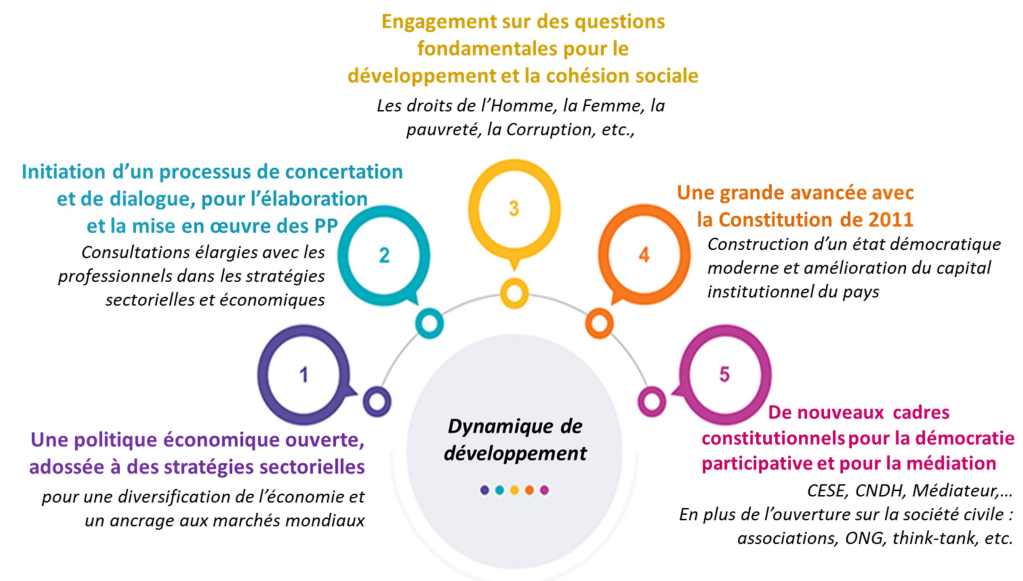 Engagement sur des questions
fondamentales pour le
développement et la cohésion sociale
Les droits de l'Homme, la Femme, la
pauvreté, la Corruption, etc.,
3
Initiation d'un processus de concertation
et de dialogue, pour l'élaboration
et la mise en œuvre des PP
Consultations élargies avec les
professionnels dans les stratégies
sectorielles et économiques
2
Une grande avancée avec
la Constitution de 2011
Construction d'un état démocratique
moderne et amélioration du capital
institutionnel du pays
4
1
Une politique économique ouverte,
adossée à des stratégies sectorielles
pour une diversification de l'économie et
un ancrage aux marchés mondiaux
Dynamique de
développement
5
De nouveaux cadres
constitutionnels pour la démocratie
participative et pour la médiation
CESE, CNDH, Médiateur,...
En plus de l'ouverture sur la société civile :
associations, ONG, think-tank, etc.